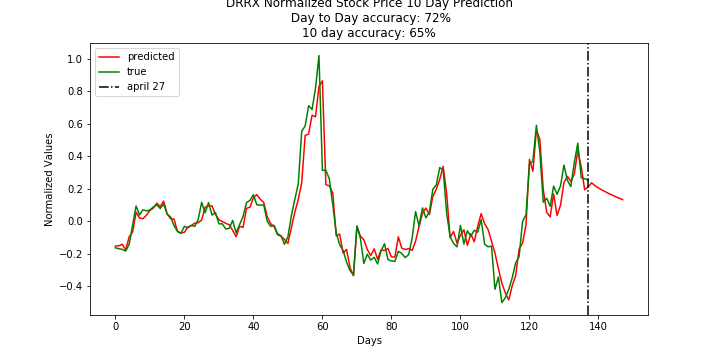 DRRX Normalized Stock Price 10 Day Prediction
Day to Day accuracy: 72%
10 day accuracy: 65%
predicted
true
april 27
Normalized Values
1.0
0.8
0.6
0.4
0.2
0.0
−0.2
−0.4
0 20 40 60 80 100 120 140
Days